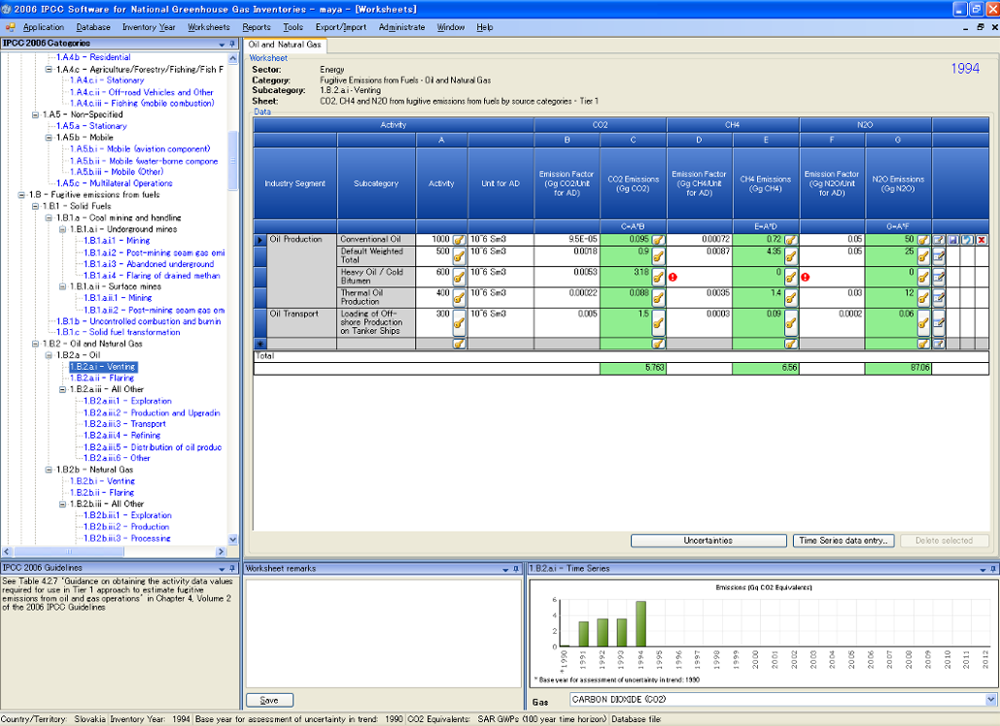 2006 IPCC Software for National Greenhouse Gas Inventories - maya - [Worksheets]
Application Database Inventory Year Worksheets Reports Tools Export/Import Administrate Window Help
IPCC 2006 Categories
1.A.4.b - Residential
1.A.4.c - Agriculture/Forestry/Fishing/Fish F
1.A.4.c.i - Stationary
1.A.4.c.ii - Off-road Vehicles and Other
1.A.4.c.iii - Fishing (mobile combustion)
1.A.5 - Non-Specified
1.A.5.a - Stationary
1.A.5.b - Mobile
1.A.5.b.i - Mobile (aviation component)
1.A.5.b.ii - Mobile (water-borne compone
1.A.5.b.iii - Mobile (Other)
1.A.5.c - Multilateral Operations
1.B - Fugitive emissions from fuels
1.B.1 - Solid Fuels
1.B.1.a - Coal mining and handling
1.B.1.a.i - Underground mines
1.B.1.a.i.1 - Mining
1.B.1.a.i.2 - Post-mining seam gas emi
1.B.1.a.i.3 - Abandoned underground
1.B.1.a.i.4 - Flaring of drained methan
1.B.1.a.ii - Surface mines
1.B.1.a.ii.1 - Mining
1.B.1.a.ii.2 - Post-mining seam gas em
1.B.1.b - Uncontrolled combustion and burnin
1.B.1.c - Solid fuel transformation
1.B.2 - Oil and Natural Gas
1.B.2.a - Oil
1.B.2.a.i - Venting
1.B.2.a.ii - Flaring
1.B.2.a.iii - All Other
1.B.2.a.iii.1 - Exploration
1.B.2.a.iii.2 - Production and Upgradin
1.B.2.a.iii.3 - Transport
1.B.2.a.iii.4 - Refining
1.B.2.a.iii.5 - Distribution of oil produc
1.B.2.a.iii.6 - Other
1.B.2.b - Natural Gas
1.B.2.b.i - Venting
1.B.2.b.ii - Flaring
1.B.2.b.iii - All Other
1.B.2.b.iii.1 - Exploration
1.B.2.b.iii.2 - Production
1.B.2.b.iii.3 - Processing
IPCC 2006 Guidelines
See Table 4.2.7 "Guidance on obtaining the activity data values
required for use in Tier 1 approach to estimate fugitive
emissions from oil and gas operations" in Chapter 4, Volume 2
of the 2006 IPCC Guidelines
Oil and Natural Gas
Worksheet
1994
Sector: Energy
Category: Fugitive Emissions from Fuels - Oil and Natural Gas
Subcategory: 1.B.2.a.i - Venting
Sheet: CO2, CH4 and N2O from fugitive emissions from fuels by source categories - Tier 1
Data
Activity CO2 CH4 N2O
A B C D E F G
Industry Segment Subcategory Activity Unit for AD Emission Factor (Gg CO2/Unit for AD) CO2 Emissions (Gg CO2) Emission Factor (Gg CH4/Unit for AD) CH4 Emissions (Gg CH4) Emission Factor (Gg N2O/Unit for AD) N2O Emissions (Gg N2O)
C=A*B E=A*D G=A*F
Oil Production Conventional Oil 1000 10^6 Sm3 9.5E-05 0.095 0.00072 0.72 0.05 50
Default Weighted Total 500 10^6 Sm3 0.0018 0.9 0.0087 4.35 0.05 25
Heavy Oil / Cold Bitumen 600 10^6 Sm3 0.0053 3.18 0 0
Thermal Oil Production 400 10^6 Sm3 0.00022 0.088 0.0035 1.4 0.03 12
Oil Transport Loading of Off-shore Production on Tanker Ships 300 10^6 Sm3 0.005 1.5 0.0003 0.09 0.0002 0.06
Total
5.763 6.56 87.06
Uncertainties Time Series data entry... Delete selected
Worksheet remarks
Save
1.B.2.a.i - Time Series
Emissions (Gg CO2 Equivalents)
6
4
2
0
*1990 1991 1992 1993 1994 1995 1996 1997 1998 1999 2000 2001 2002 2003 2004 2005 2006 2007 2008 2009 2010 2011 2012
* Base year for assessment of uncertainty in trend: 1990
Gas CARBON DIOXIDE (CO2)
Country/Territory: Slovakia Inventory Year: 1994 Base year for assessment of uncertainty in trend: 1990 CO2 Equivalents: SAR GWPs (100 year time horizon) Database file: